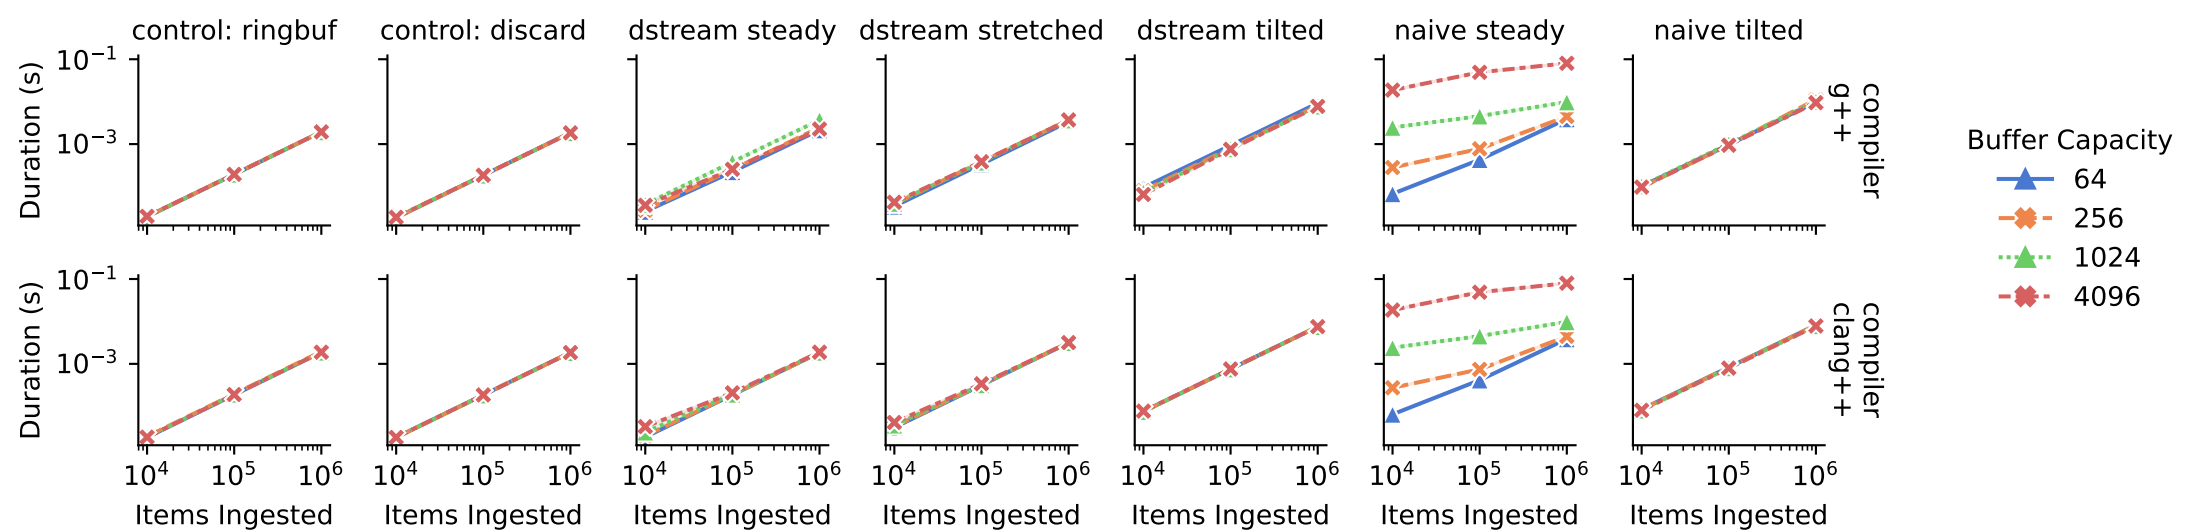 control: ringbuf
control: discard
dstream steady
dstream stretched
dstream tilted
naive steady
naive tilted
Duration (s)
10⁻¹
10⁻³
compiler
g++
Duration (s)
10⁻¹
10⁻³
compiler
clang++
10⁴ 10⁵ 10⁶
10⁴ 10⁵ 10⁶
10⁴ 10⁵ 10⁶
10⁴ 10⁵ 10⁶
10⁴ 10⁵ 10⁶
10⁴ 10⁵ 10⁶
10⁴ 10⁵ 10⁶
Items Ingested
Items Ingested
Items Ingested
Items Ingested
Items Ingested
Items Ingested
Items Ingested
Buffer Capacity
64
256
1024
4096